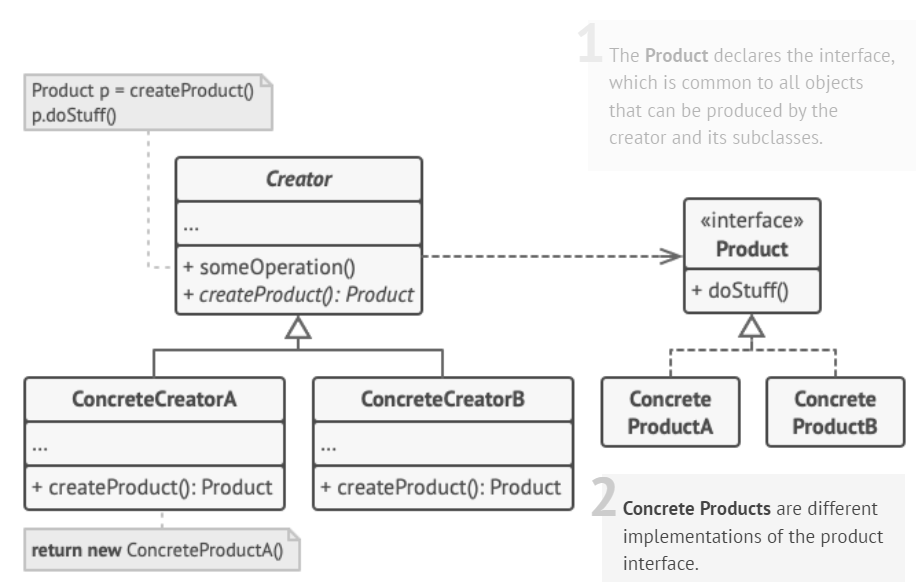 1
The Product declares the interface,
which is common to all objects
that can be produced by the
creator and its subclasses.
Product p = createProduct()
p.doStuff()
Creator
...
+ someOperation()
+ createProduct(): Product
«interface»
Product
+ doStuff()
ConcreteCreatorA
...
+ createProduct(): Product
ConcreteCreatorB
...
+ createProduct(): Product
Concrete
ProductA
Concrete
ProductB
return new ConcreteProductA()
2
Concrete Products are different
implementations of the product
interface.